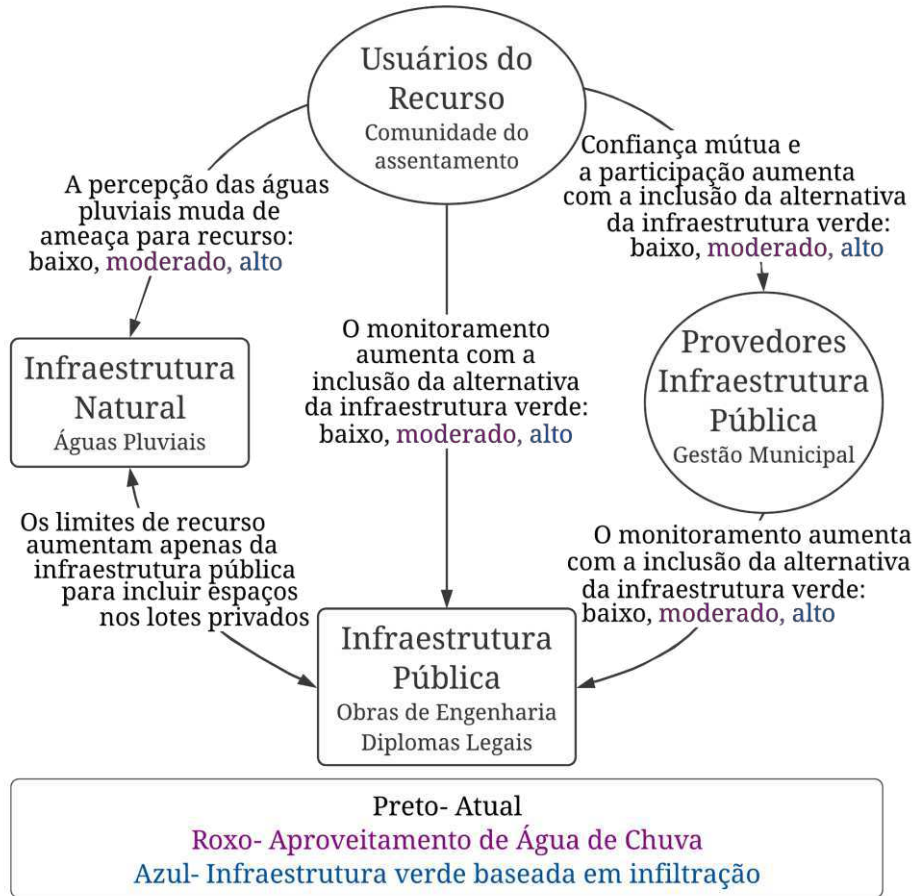 Usuários do
Recurso
Comunidade do
assentamento
A percepção das águas
pluviais muda de
ameaça para recurso:
baixo, moderado, alto
Confiança mútua e
a participação aumenta
com a inclusão da alternativa
da infraestrutura verde:
baixo, moderado, alto
O monitoramento
aumenta com a
inclusão da alternativa
da infraestrutura verde:
baixo, moderado, alto
Infraestrutura
Natural
Águas Pluviais
Provedores
Infraestrutura
Pública
Gestão Municipal
Os limites de recurso
aumentam apenas da
infraestrutura pública
para incluir espaços
nos lotes privados
O monitoramento aumenta
com a inclusão da alternativa
da infraestrutura verde:
baixo, moderado, alto
Infraestrutura
Pública
Obras de Engenharia
Diplomas Legais
Preto- Atual
Roxo- Aproveitamento de Água de Chuva
Azul- Infraestrutura verde baseada em infiltração